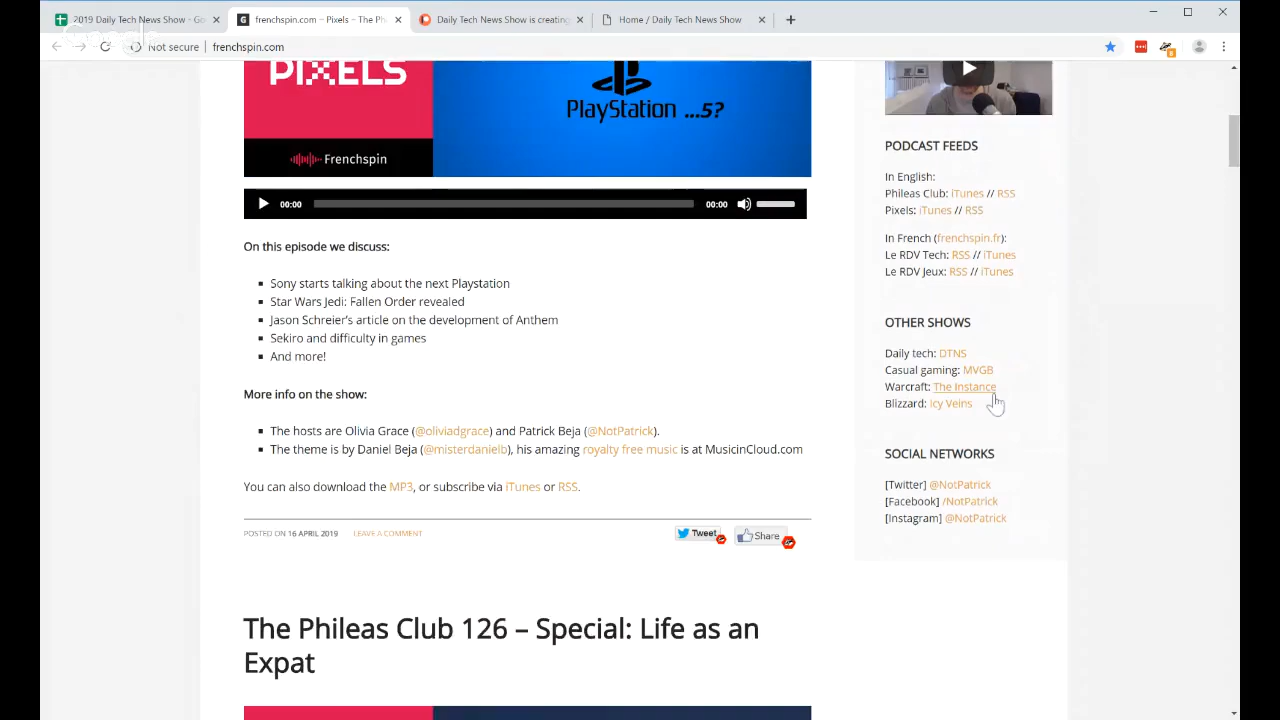 2019 Daily Tech News Show - Go
frenchspin.com – Pixels – The Ph
Daily Tech News Show is creating
Home / Daily Tech News Show
Google
Not secure | frenchspin.com
PIXELS
Frenchspin
PlayStation ...5?
00:00
00:00
On this episode we discuss:
Sony starts talking about the next Playstation
Star Wars Jedi: Fallen Order revealed
Jason Schreier’s article on the development of Anthem
Sekiro and difficulty in games
And more!
More info on the show:
The hosts are Olivia Grace (@oliviadgrace) and Patrick Beja (@NotPatrick).
The theme is by Daniel Beja (@misterdanielb), his amazing royalty free music is at MusicinCloud.com
You can also download the MP3, or subscribe via iTunes or RSS.
POSTED ON 16 APRIL 2019 LEAVE A COMMENT
Tweet
Share
The Phileas Club 126 – Special: Life as an
Expat
PODCAST FEEDS
In English:
Phileas Club: iTunes // RSS
Pixels: iTunes // RSS
In French (frenchspin.fr):
Le RDV Tech: RSS // iTunes
Le RDV Jeux: RSS // iTunes
OTHER SHOWS
Daily tech: DTNS
Casual gaming: MVGB
Warcraft: The Instance
Blizzard: Icy Veins
SOCIAL NETWORKS
[Twitter] @NotPatrick
[Facebook] /NotPatrick
[Instagram] @NotPatrick